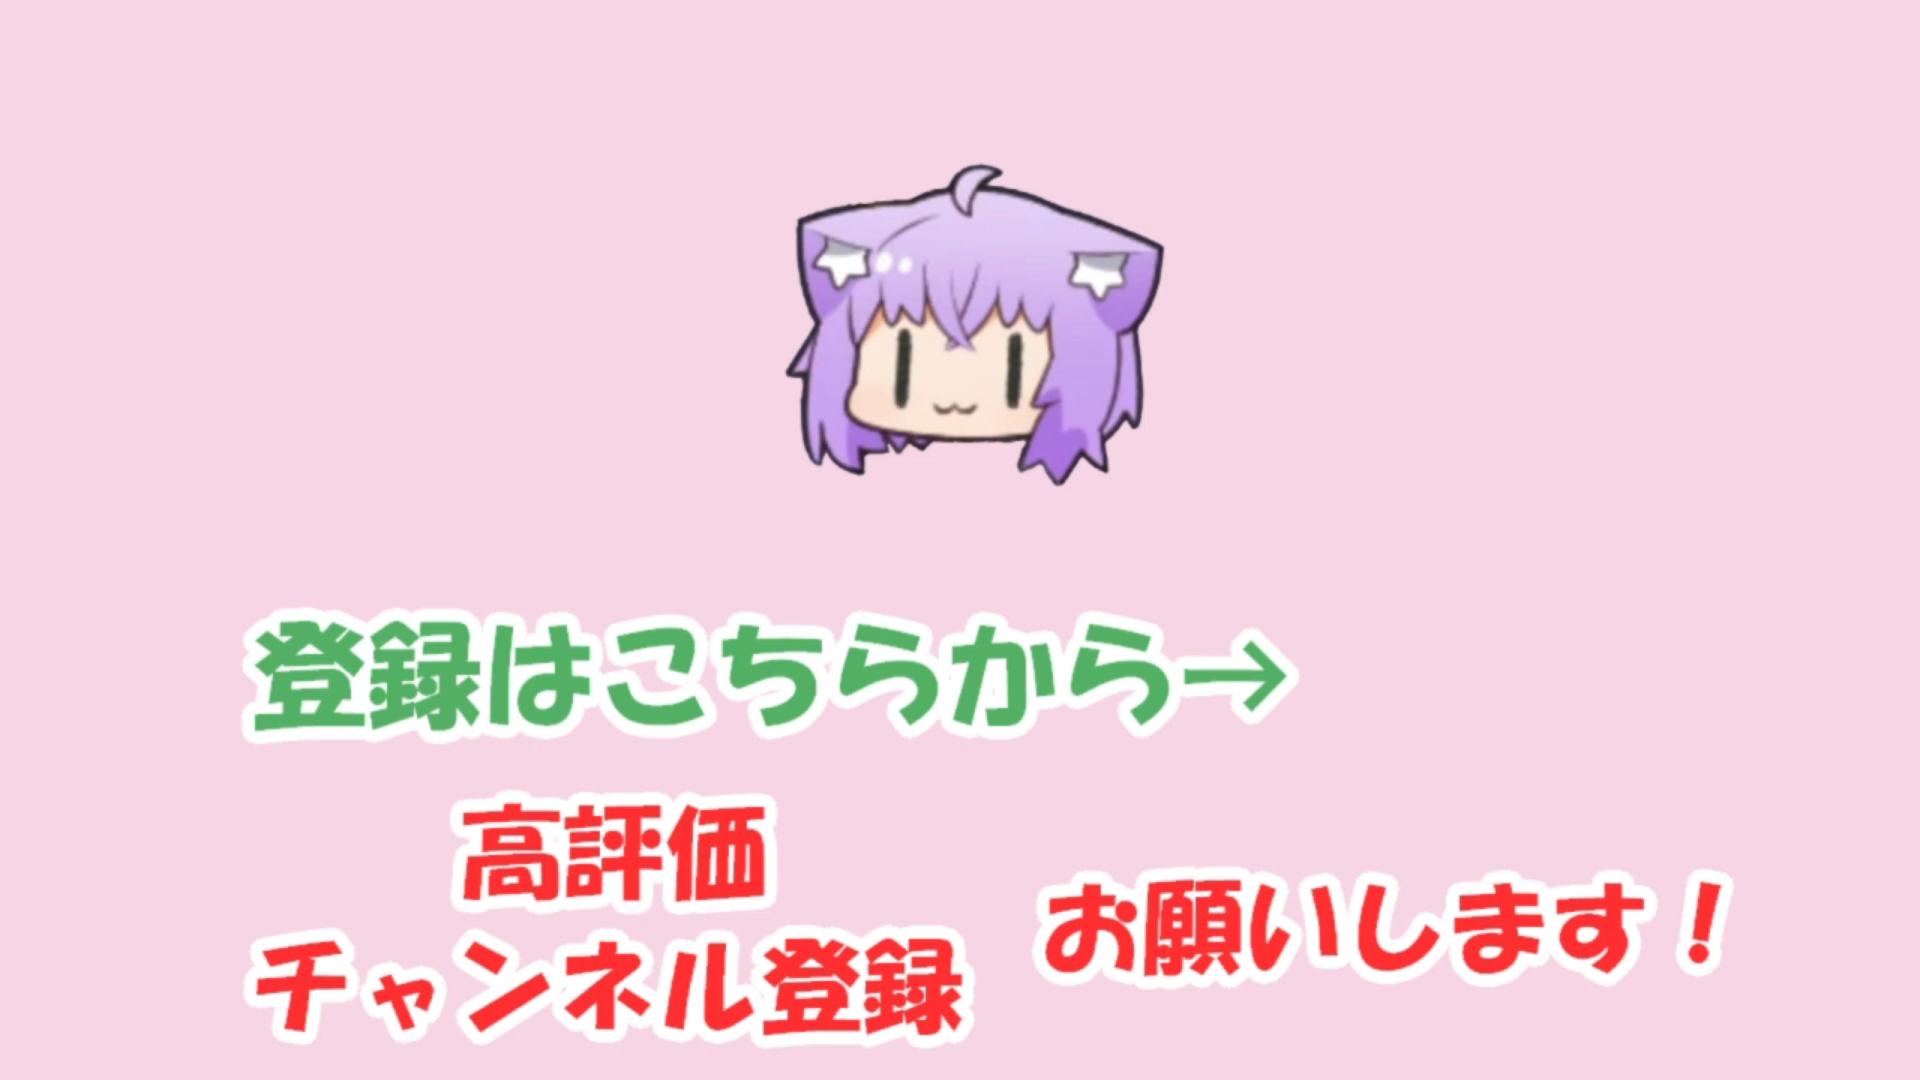 登録はこちらから→
高評価
チャンネル登録
お願いします！